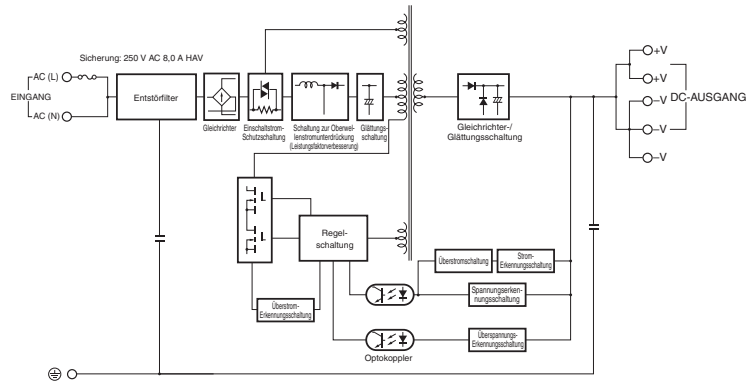 Sicherung: 250 V AC 8,0 A HAV
AC (L)
EINGANG
AC (N)
Entstörfilter
Gleichrichter
Einschaltstrom-
Schutzschaltung
Schaltung zur Oberwel-
lenstromunterdrückung
(Leistungsfaktorverbesserung)
Glättungs-
schaltung
Gleichrichter-/
Glättungsschaltung
+V
+V
–V
–V
–V
DC-AUSGANG
Regel-
schaltung
Überstrom-
Erkennungsschaltung
Überstromschaltung
Strom-
Erkennungsschaltung
Spannungserken-
nungsschaltung
Überspannungs-
Erkennungsschaltung
Optokoppler